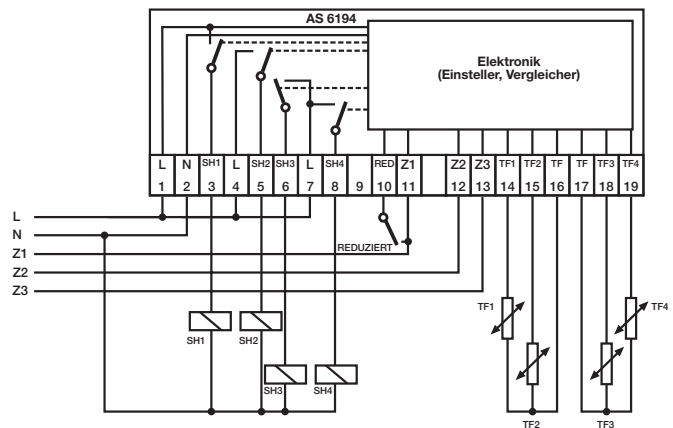 AS 6194
Elektronik
(Einsteller, Vergleicher)
L N SH1 L SH2 SH3 L SH4 RED Z1 Z2 Z3 TF1 TF2 TF TF TF3 TF4
1 2 3 4 5 6 7 8 9 10 11 12 13 14 15 16 17 18 19
L
N
REDUZIERT
Z1
Z2
Z3
TF1
TF4
SH1
SH2
SH3
SH4
TF2
TF3